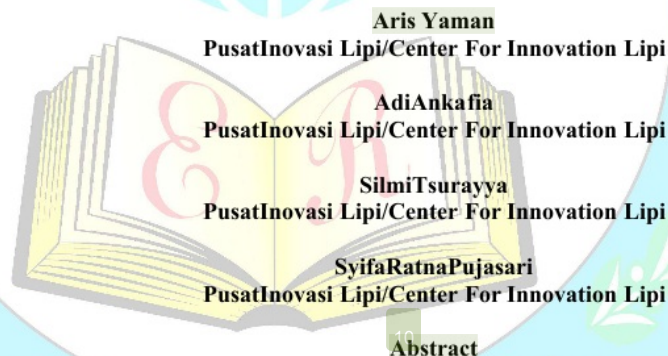 Aris Yaman
PusatInovasi Lipi/Center For Innovation Lipi
AdiAnkafia
PusatInovasi Lipi/Center For Innovation Lipi
SilmiTsurayya
PusatInovasi Lipi/Center For Innovation Lipi
SyifaRatnaPujasari
PusatInovasi Lipi/Center For Innovation Lipi
E R
10
Abstract